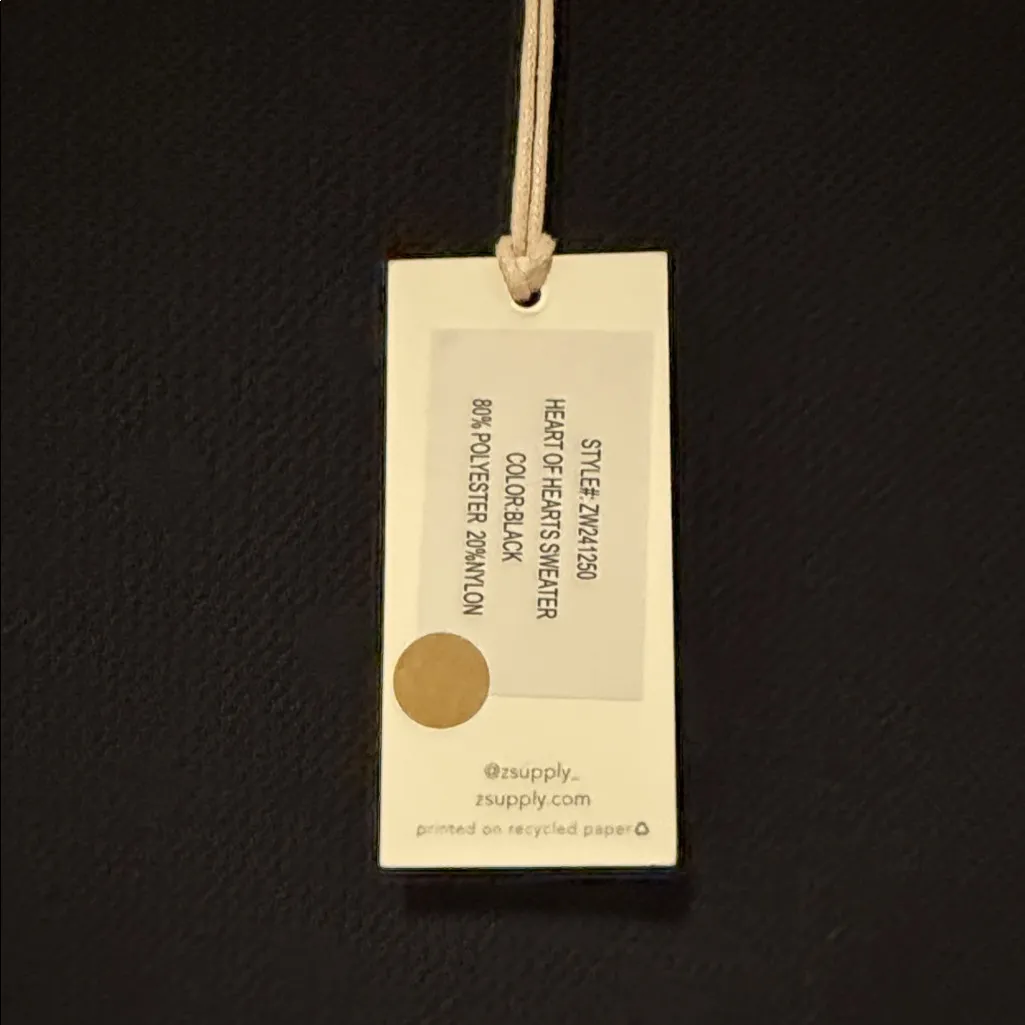 STYLE#: ZW241250
HEART OF HEARTS SWEATER
COLOR:BLACK
80% POLYESTER 20%NYLON
@zsupply_
zsupply.com
printed on recycled paper